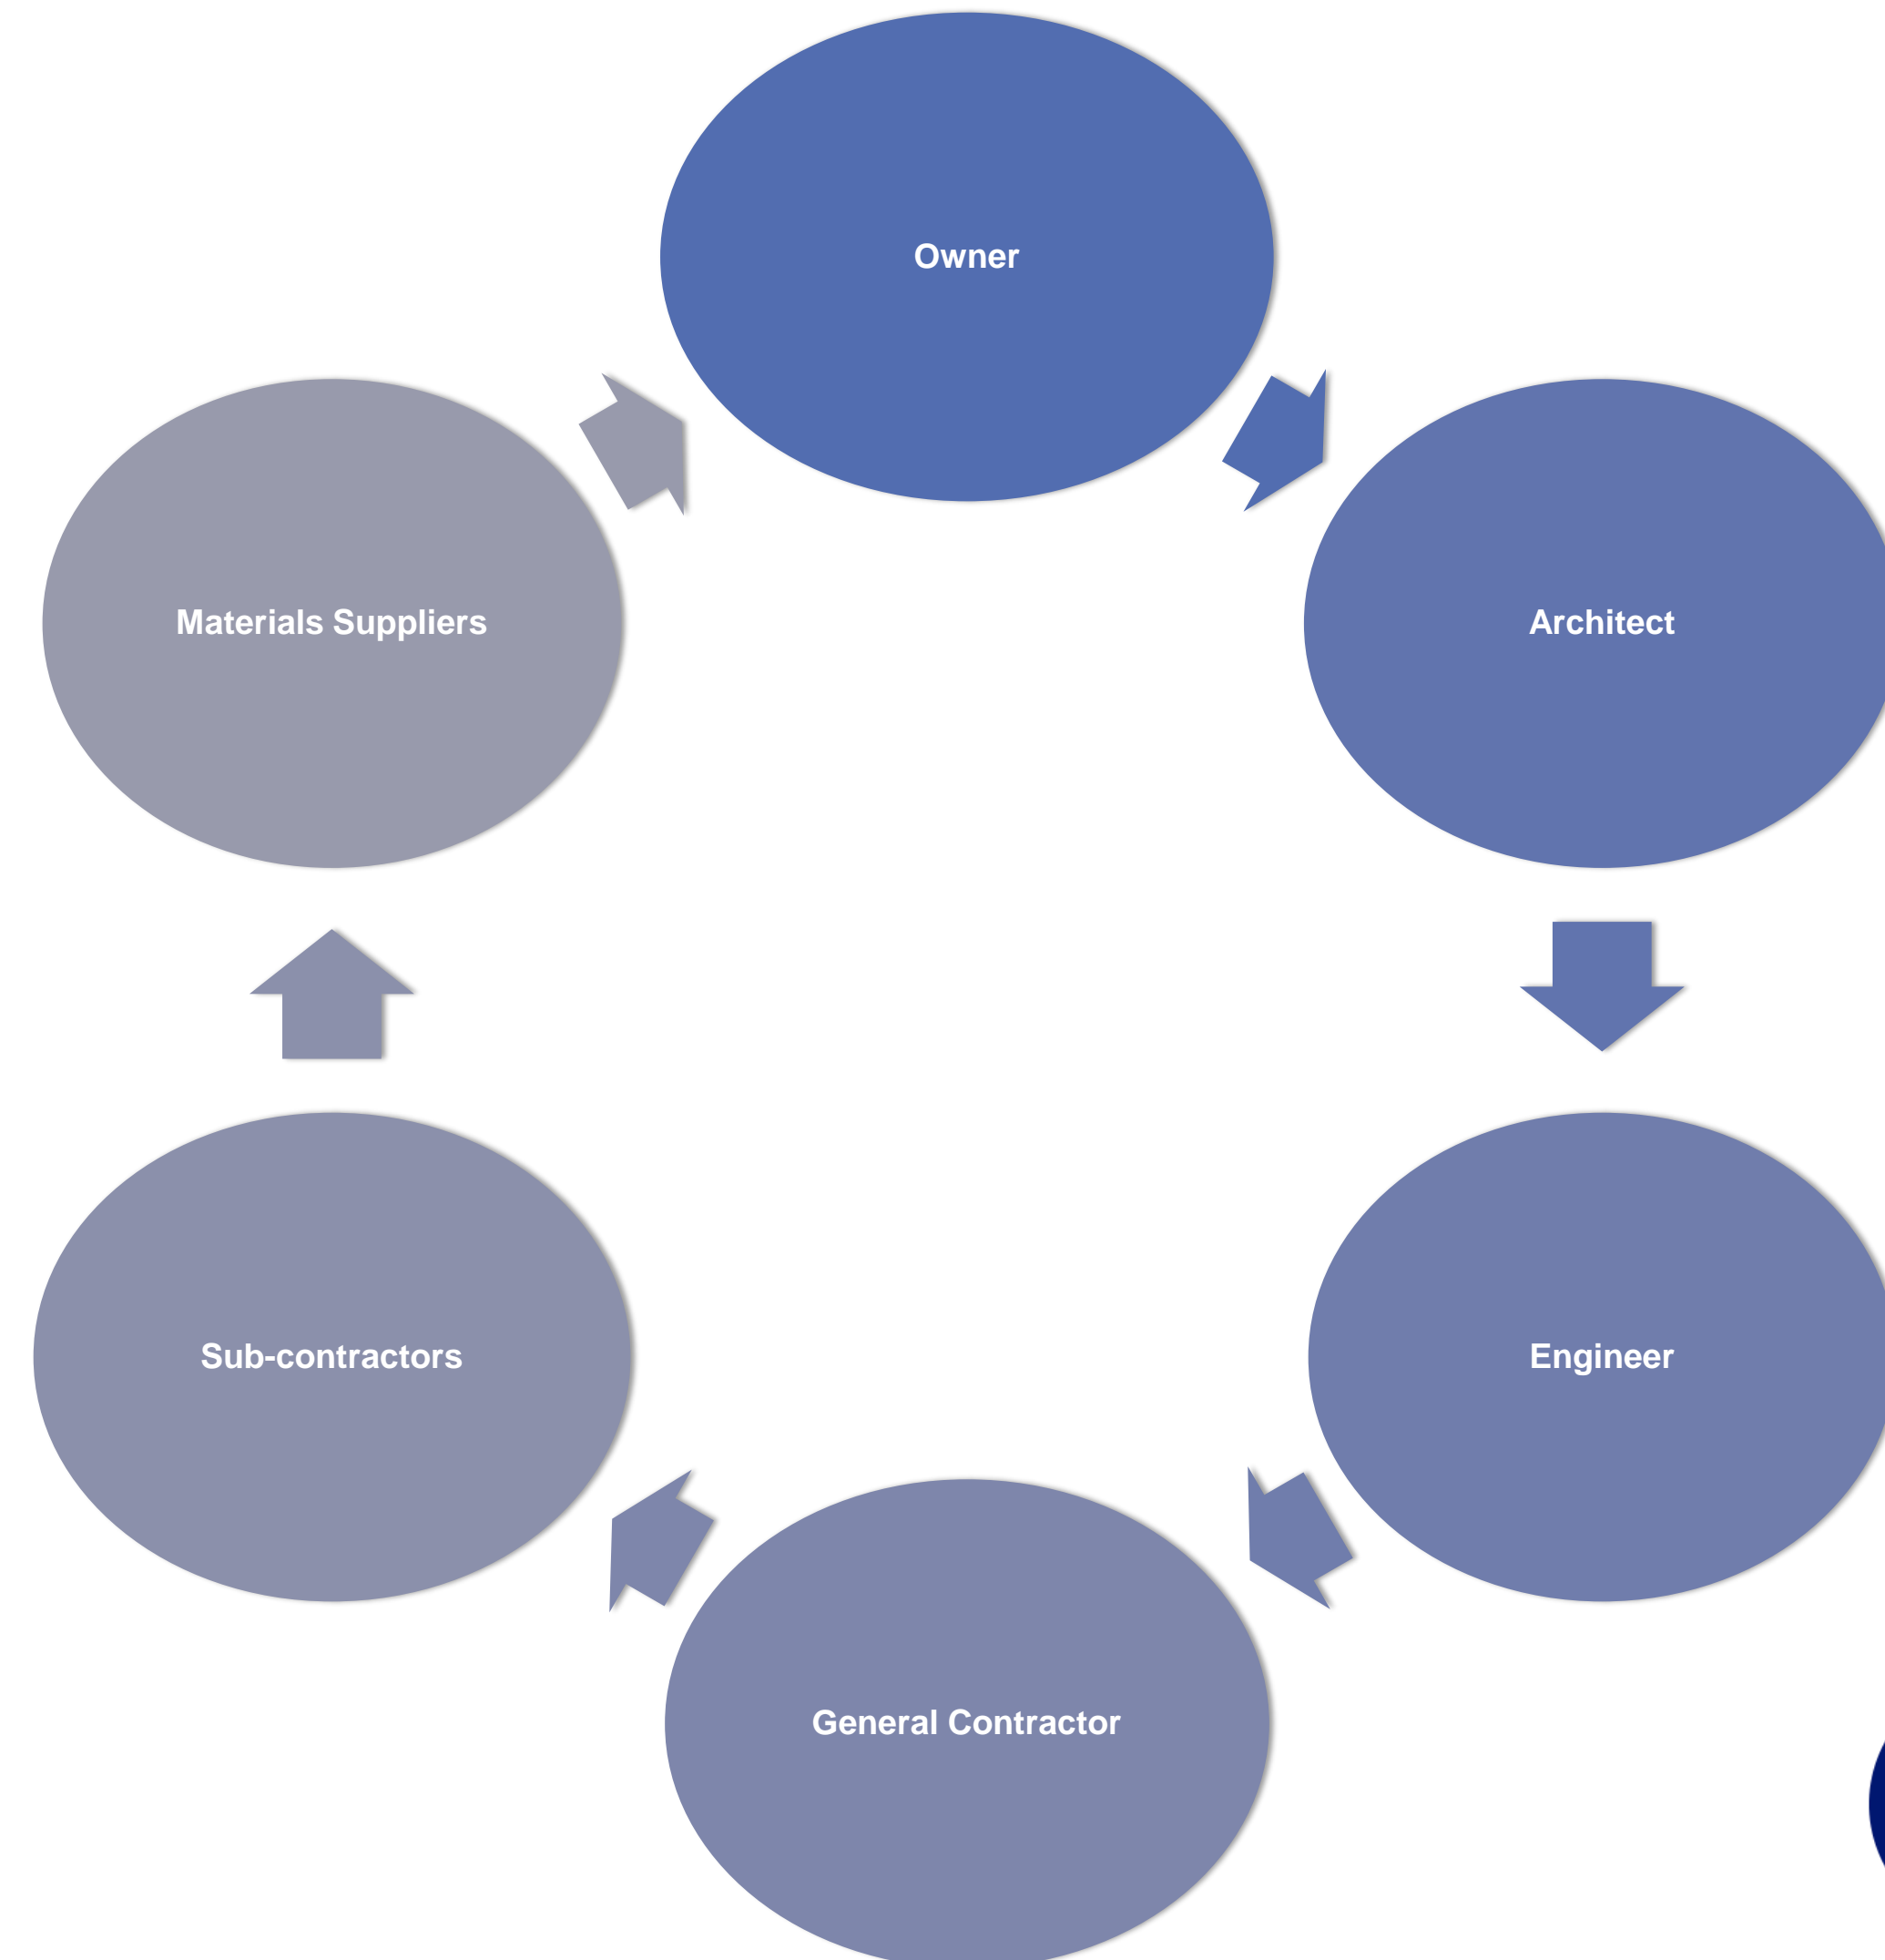 Owner
Architect
Engineer
General Contractor
Sub-contractors
Materials Suppliers